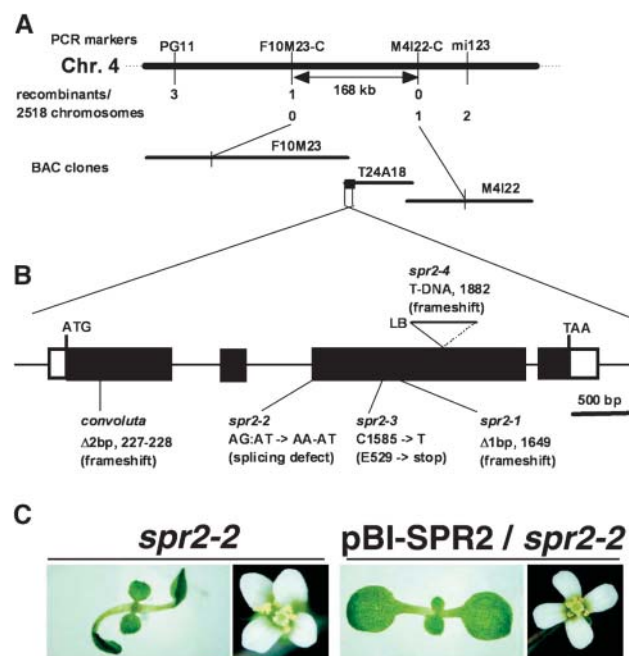 A
PCR markers
PG11 F10M23-C M4I22-C mi123
Chr. 4
168 kb
recombinants/ 3 1 0
2518 chromosomes 0 1 2
F10M23
BAC clones
T24A18
M4I22
B
spr2-4
T-DNA, 1882
(frameshift)
LB
ATG TAA
500 bp
convoluta spr2-2 spr2-3 spr2-1
Δ2bp, 227-228 AG:AT -> AA-AT C1585 -> T Δ1bp, 1649
(frameshift) (splicing defect) (E529 -> stop) (frameshift)
C
spr2-2 pBI-SPR2 / spr2-2